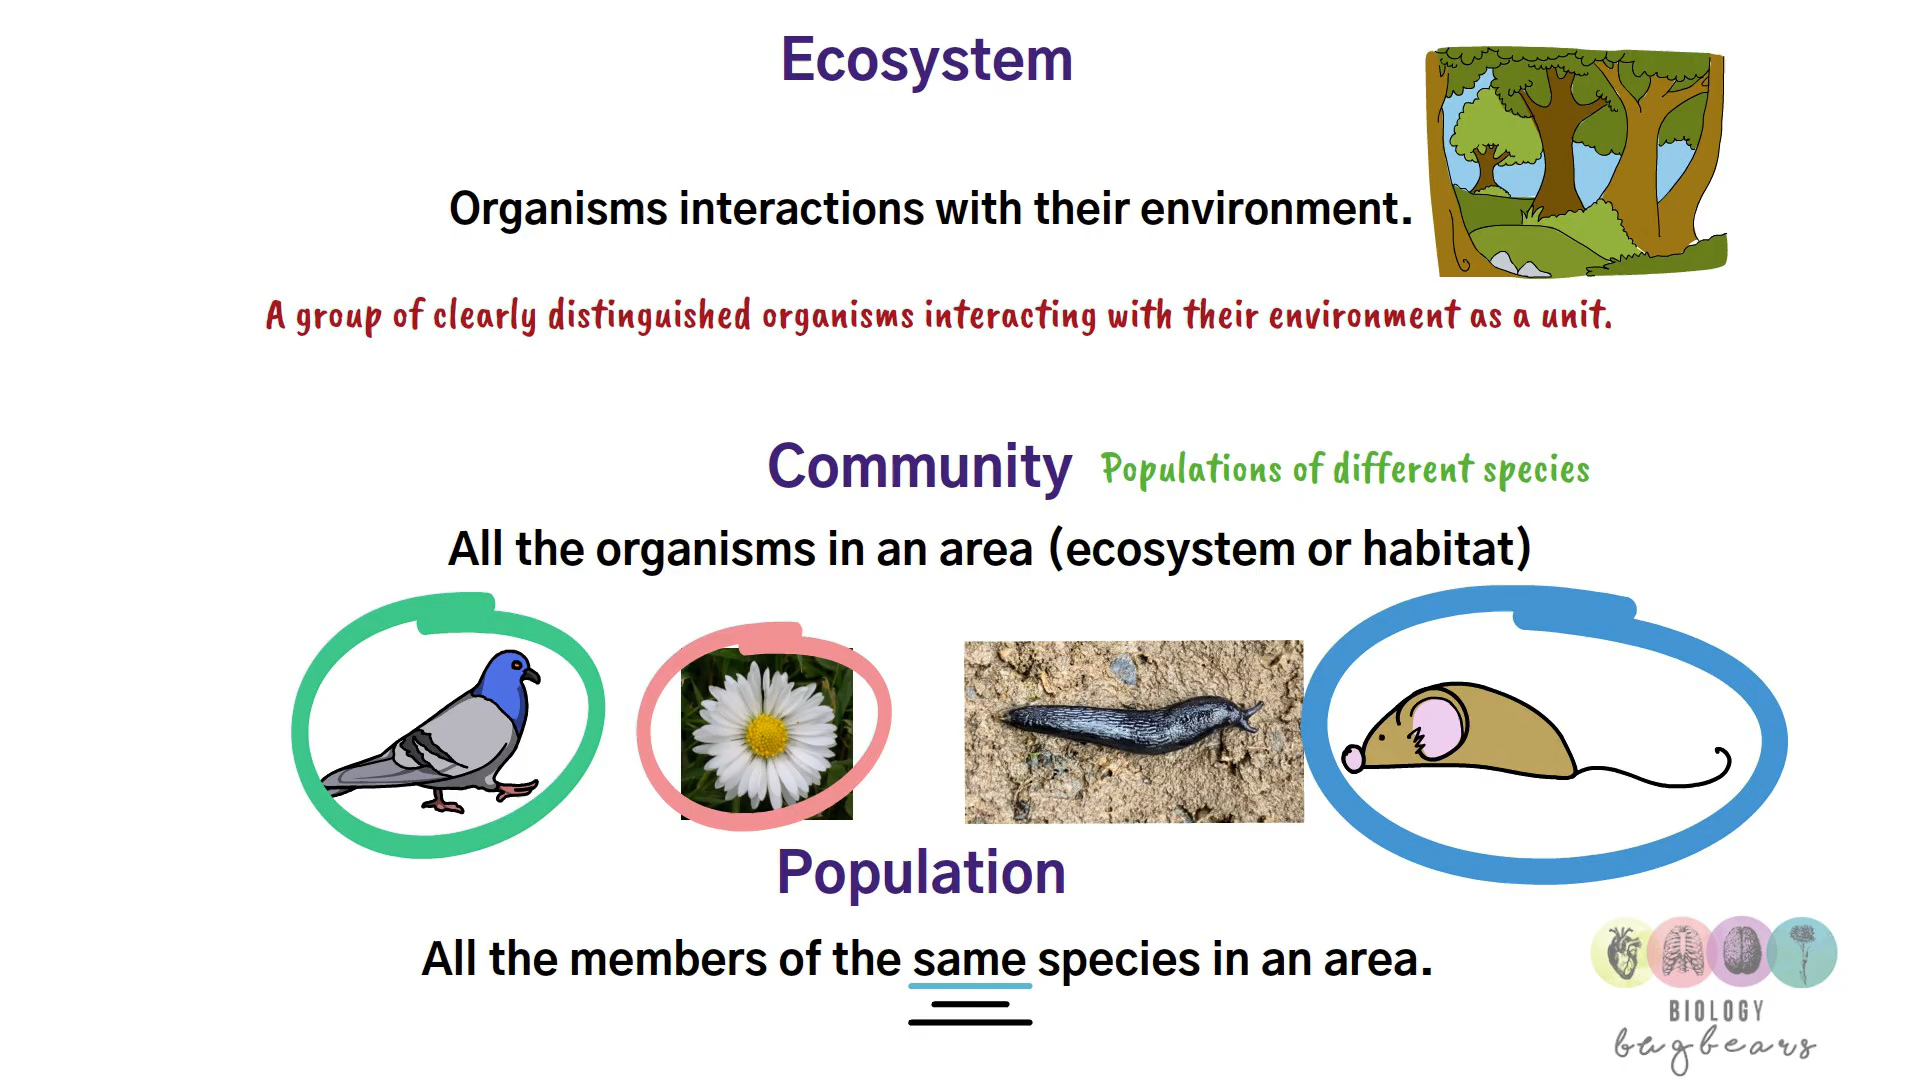 Ecosystem
Organisms interactions with their environment.
A group of clearly distinguished organisms interacting with their environment as a unit.
Community Populations of different species
All the organisms in an area (ecosystem or habitat)
Population
All the members of the same species in an area.
BIOLOGY
bugbears